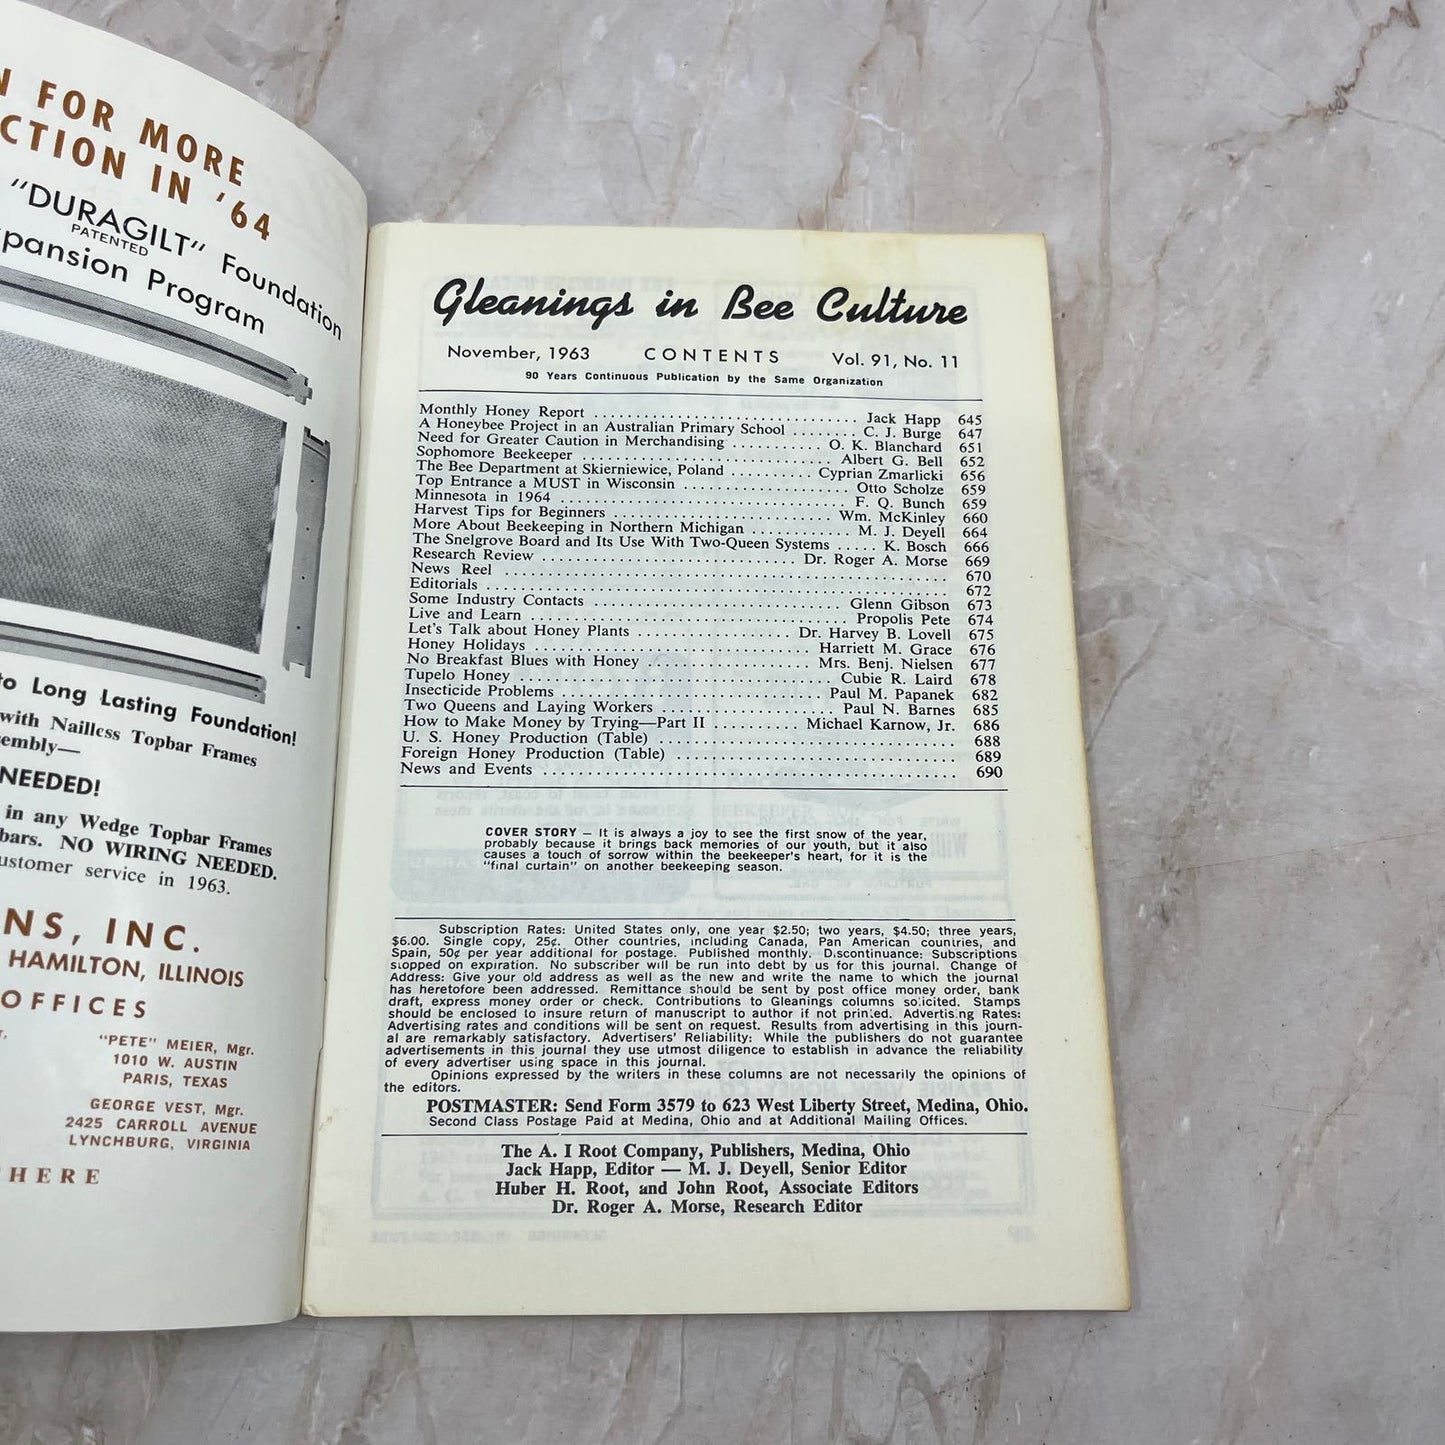 N FOR MORE
CTION IN '64
"DURAGILT" Foundation
PATENTED
pansion Program
to Long Lasting Foundation!
with Nailless Topbar Frames
embly—
NEEDED!
in any Wedge Topbar Frames
bars. NO WIRING NEEDED.
ustomer service in 1963.
NS, INC.
HAMILTON, ILLINOIS
OFFICES
"PETE" MEIER, Mgr.
1010 W. AUSTIN
PARIS, TEXAS
GEORGE VEST, Mgr.
2425 CARROLL AVENUE
LYNCHBURG, VIRGINIA
HERE
Gleanings in Bee Culture
November, 1963 CONTENTS Vol. 91, No. 11
90 Years Continuous Publication by the Same Organization
Monthly Honey Report Jack Happ 645
A Honeybee Project in an Australian Primary School C. J. Burge 647
Need for Greater Caution in Merchandising O. K. Blanchard 651
Sophomore Beekeeper Albert G. Bell 652
The Bee Department at Skierniewice, Poland Cyprian Zmarlicki 656
Top Entrance a MUST in Wisconsin Otto Scholze 659
Minnesota in 1964 F. Q. Bunch 659
Harvest Tips for Beginners Wm. McKinley 660
More About Beekeeping in Northern Michigan M. J. Deyell 664
The Snelgrove Board and Its Use With Two-Queen Systems K. Bosch 666
Research Review Dr. Roger A. Morse 669
News Reel 670
Editorials 672
Some Industry Contacts Glenn Gibson 673
Live and Learn Propolis Pete 674
Let's Talk about Honey Plants Dr. Harvey B. Lovell 675
Honey Holidays Harriett M. Grace 676
No Breakfast Blues with Honey Mrs. Benj. Nielsen 677
Tupelo Honey Cubie R. Laird 678
Insecticide Problems Paul M. Papanek 682
Two Queens and Laying Workers Paul N. Barnes 685
How to Make Money by Trying—Part II Michael Karnow, Jr. 686
U. S. Honey Production (Table) 688
Foreign Honey Production (Table) 689
News and Events 690
COVER STORY – It is always a joy to see the first snow of the year,
probably because it brings back memories of our youth, but it also
causes a touch of sorrow within the beekeeper's heart, for it is the
"final curtain" on another beekeeping season.
Subscription Rates: United States only, one year $2.50; two years, $4.50; three years,
$6.00. Single copy, 25¢. Other countries, including Canada, Pan American countries, and
Spain, 50¢ per year additional for postage. Published monthly. Discontinuance: Subscriptions
stopped on expiration. No subscriber will be run into debt by us for this journal. Change of
Address: Give your old address as well as the new and write the name to which the journal
has heretofore been addressed. Remittance should be sent by post office money order, bank
draft, express money order or check. Contributions to Gleanings columns solicited. Stamps
should be enclosed to insure return of manuscript to author if not printed. Advertising Rates:
Advertising rates and conditions will be sent on request. Results from advertising in this journ-
al are remarkably satisfactory. Advertisers' Reliability: While the publishers do not guarantee
advertisements in this journal they use utmost diligence to establish in advance the reliability
of every advertiser using space in this journal.
Opinions expressed by the writers in these columns are not necessarily the opinions of
the editors.
POSTMASTER: Send Form 3579 to 623 West Liberty Street, Medina, Ohio.
Second Class Postage Paid at Medina, Ohio and at Additional Mailing Offices.
The A. I Root Company, Publishers, Medina, Ohio
Jack Happ, Editor — M. J. Deyell, Senior Editor
Huber H. Root, and John Root, Associate Editors
Dr. Roger A. Morse, Research Editor